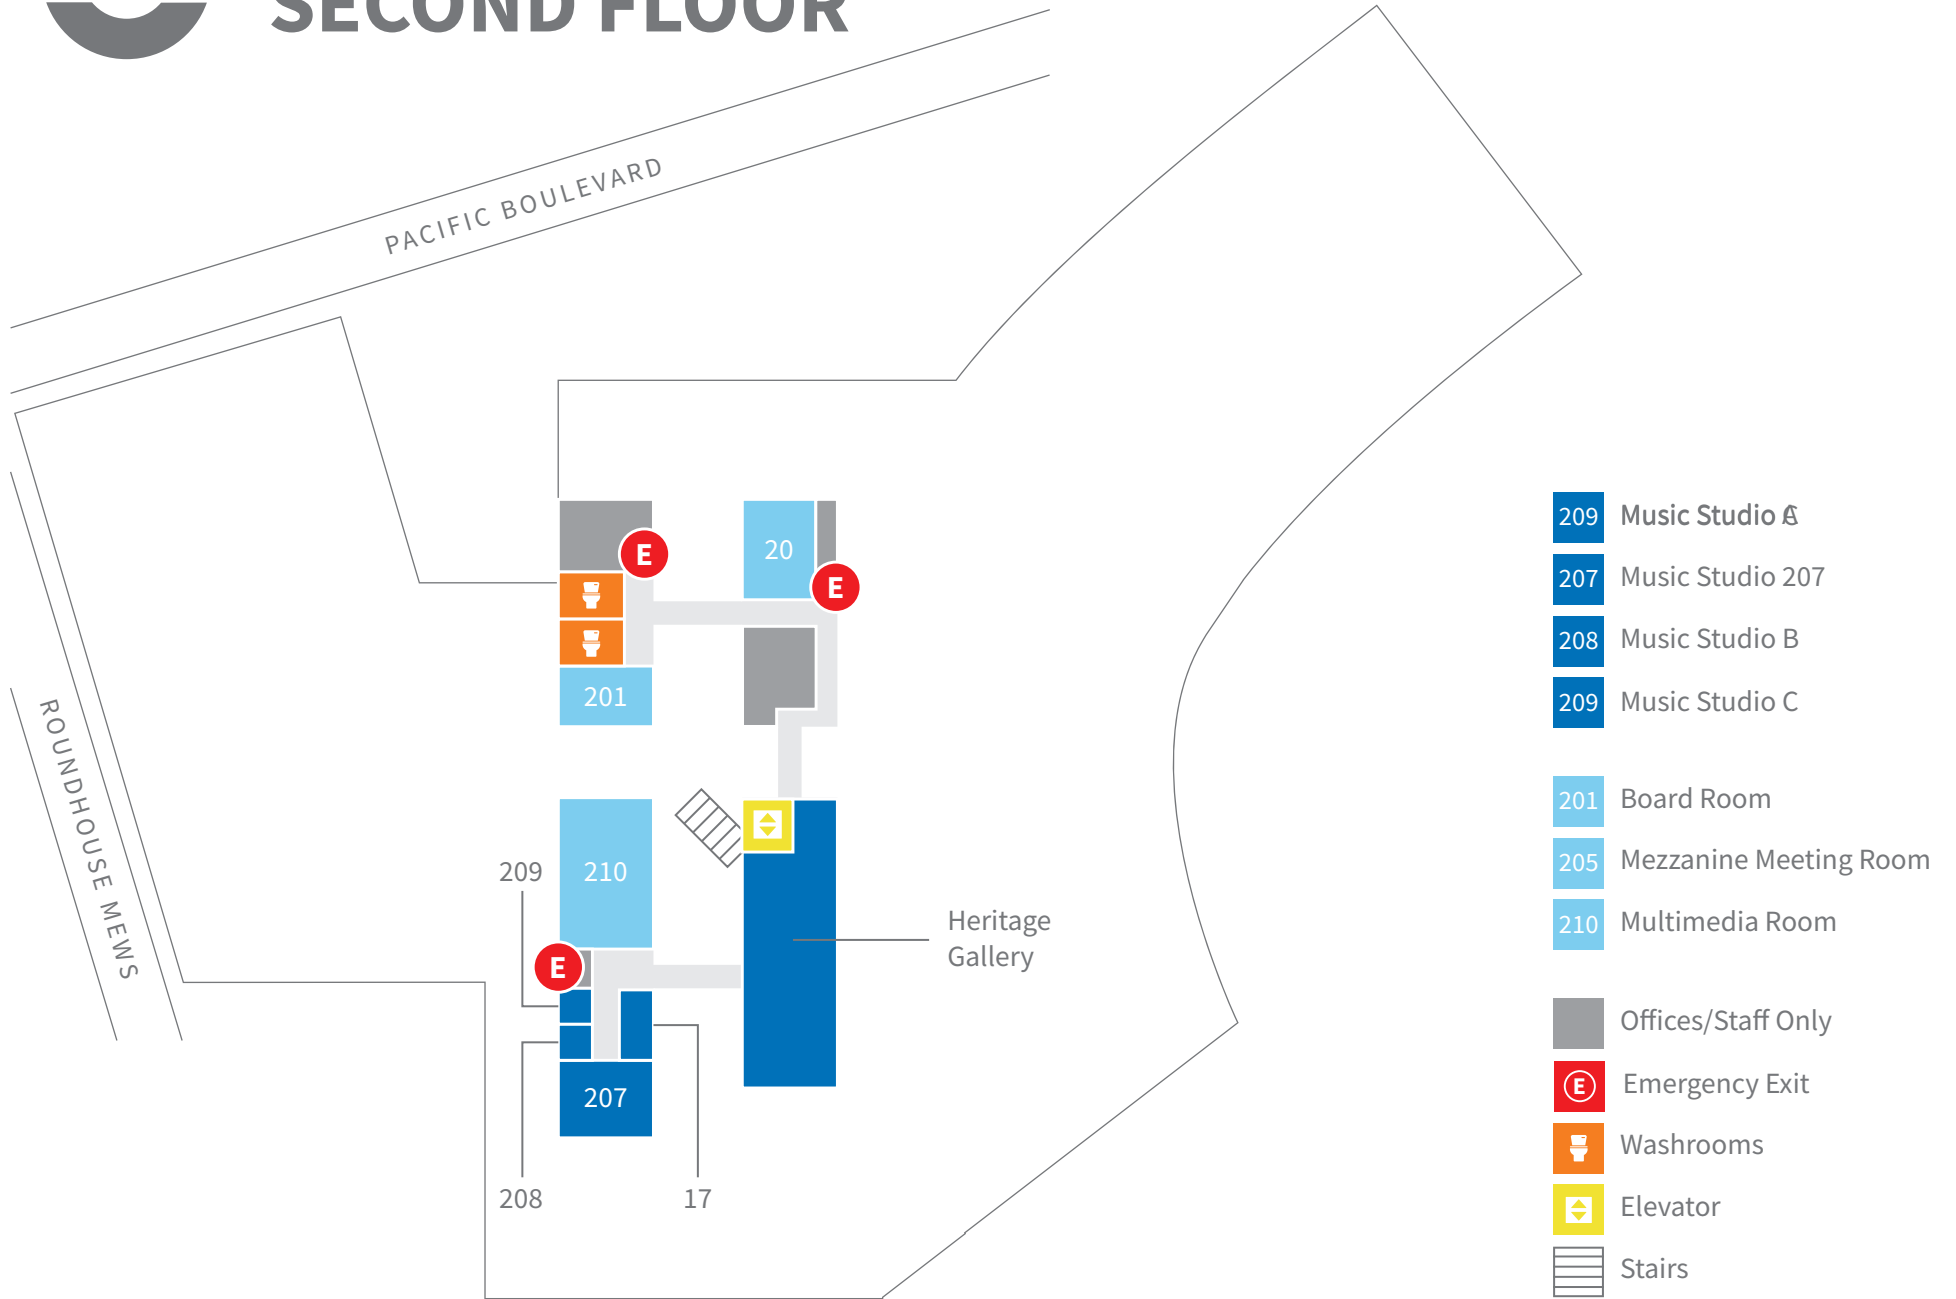 SECOND FLOOR
PACIFIC BOULEVARD
ROUNDHOUSE MEWS
E
20
E
201
210
209
E
Heritage
Gallery
207
208
17
209 Music Studio
207 Music Studio 207
208 Music Studio B
209 Music Studio C
201 Board Room
205 Mezzanine Meeting Room
210 Multimedia Room
Offices/Staff Only
E Emergency Exit
Washrooms
Elevator
Stairs